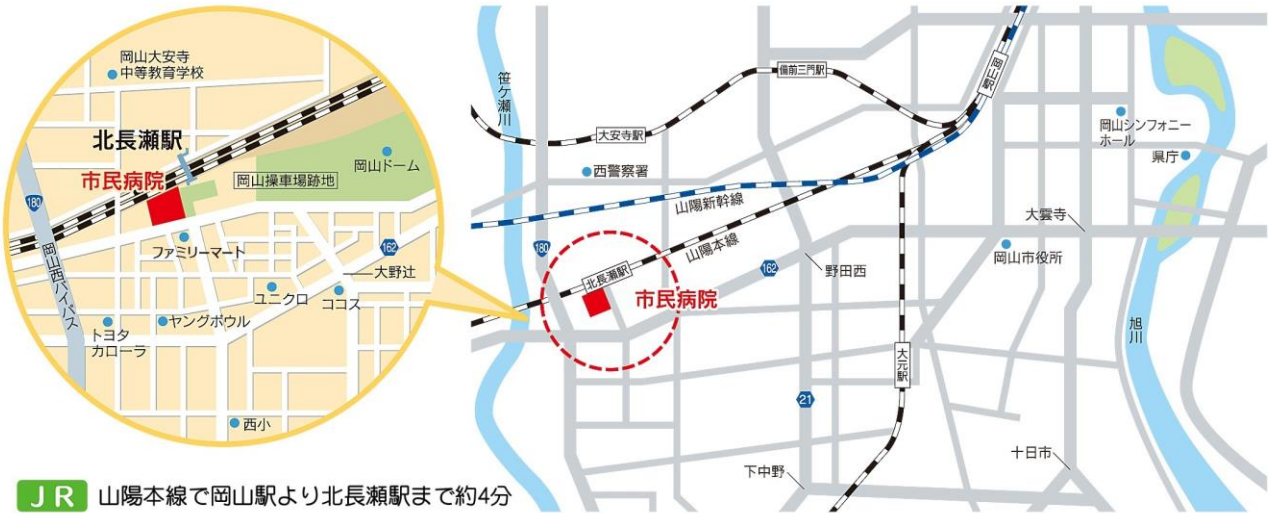 岡山大安寺
中等教育学校
北長瀬駅
市民病院
岡山操車場跡地
岡山ドーム
180
岡山西バイパス
ファミリーマート
162
大野辻
ユニクロ
ココス
ヤングボウル
トヨタ
カローラ
西小
笹ケ瀬川
備前三門駅
岡山駅
大安寺駅
西警察署
岡山シンフォニー
ホール
県庁
山陽新幹線
山陽本線
大雲寺
岡山市役所
180
北長瀬駅
162
野田西
市民病院
旭川
大元駅
21
下中野
十日市
JR 山陽本線で岡山駅より北長瀬駅まで約4分